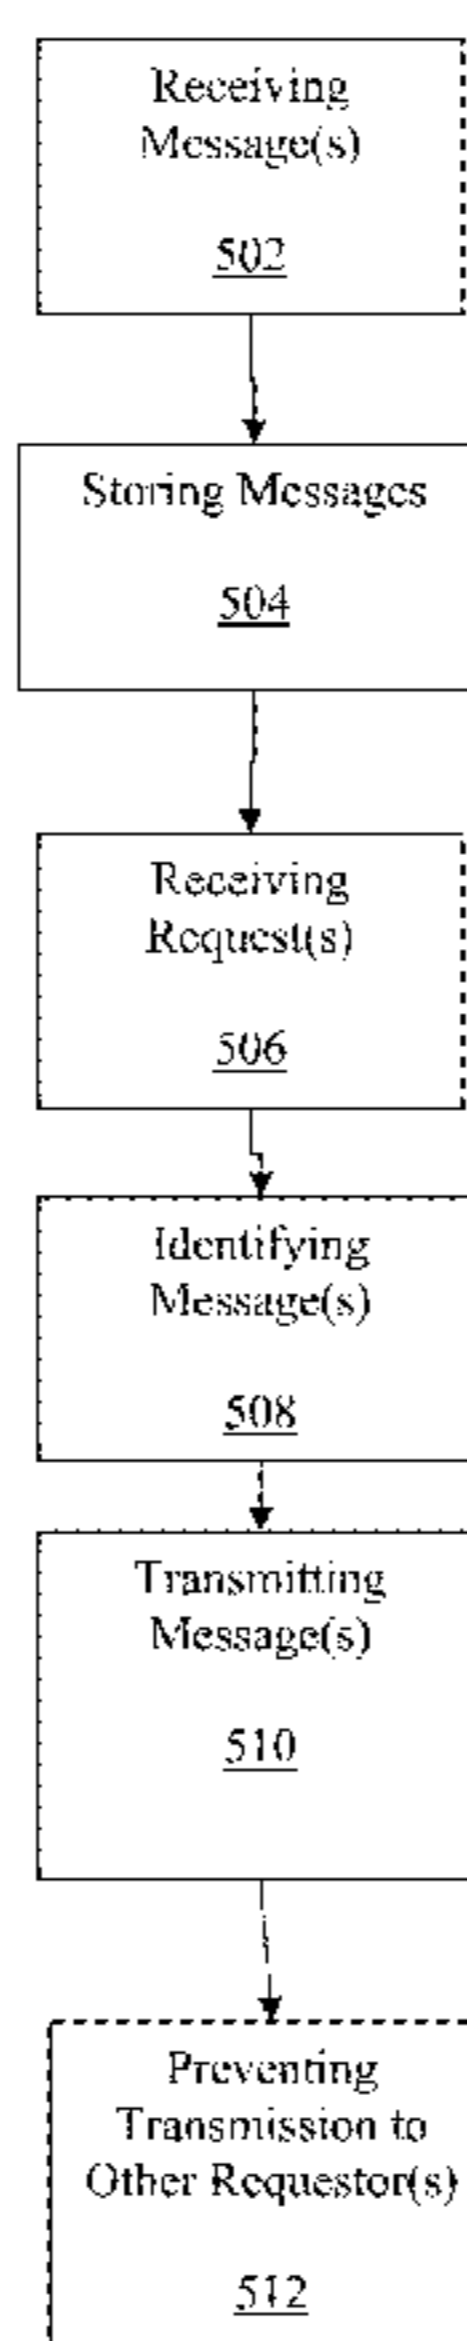 Receiving
Message(s)
502
Storing Messages
504
Receiving
Request(s)
506
Identifying
Message(s)
508
Transmitting
Message(s)
510
Preventing
Transmission to
Other Requestor(s)
512